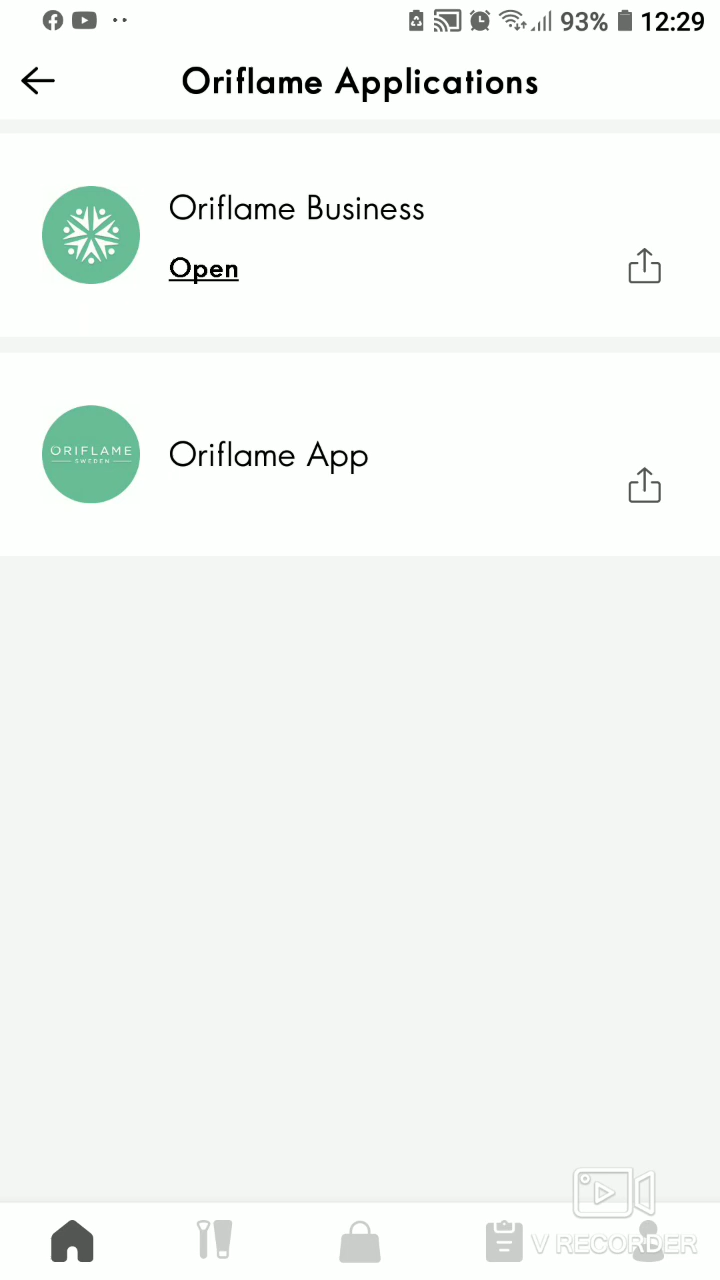 93% 12:29
Oriflame Applications
Oriflame Business
Open
ORIFLAME
SWEDEN
Oriflame App
V RECORDER